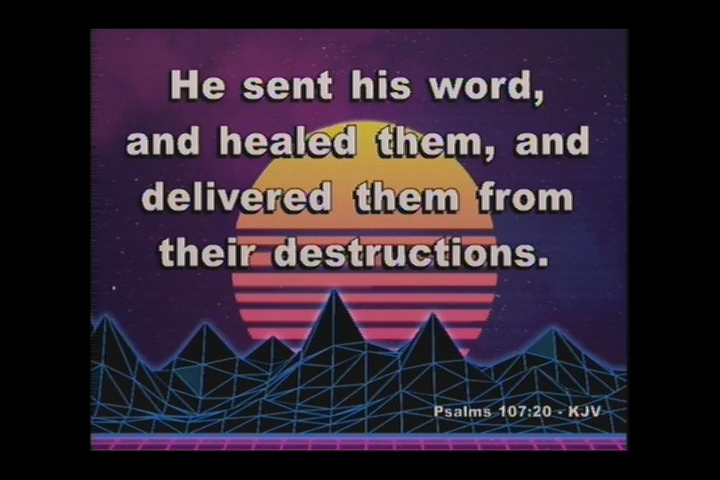 He sent his word,
and healed them, and
delivered them from
their destructions.
Psalms 107:20 - KJV